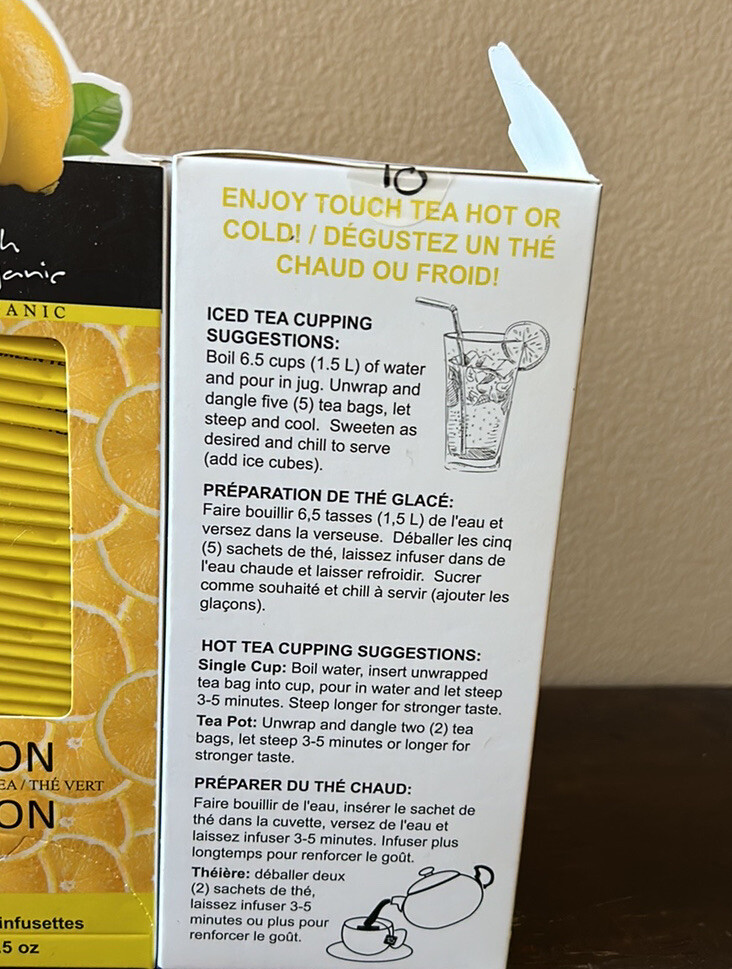 10
ENJOY TOUCH TEA HOT OR
COLD! / DÉGUSTEZ UN THÉ
CHAUD OU FROID!
ICED TEA CUPPING
SUGGESTIONS:
Boil 6.5 cups (1.5 L) of water
and pour in jug. Unwrap and
dangle five (5) tea bags, let
steep and cool. Sweeten as
desired and chill to serve
(add ice cubes).
PRÉPARATION DE THÉ GLACÉ:
Faire bouillir 6,5 tasses (1,5 L) de l'eau et
versez dans la verseuse. Déballer les cinq
(5) sachets de thé, laissez infuser dans de
l'eau chaude et laisser refroidir. Sucrer
comme souhaité et chill à servir (ajouter les
glaçons).
HOT TEA CUPPING SUGGESTIONS:
Single Cup: Boil water, insert unwrapped
tea bag into cup, pour in water and let steep
3-5 minutes. Steep longer for stronger taste.
Tea Pot: Unwrap and dangle two (2) tea
bags, let steep 3-5 minutes or longer for
stronger taste.
PRÉPARER DU THÉ CHAUD:
Faire bouillir de l'eau, insérer le sachet de
thé dans la cuvette, versez de l'eau et
laissez infuser 3-5 minutes. Infuser plus
longtemps pour renforcer le goût.
Théière: déballer deux
(2) sachets de thé,
laissez infuser 3-5
minutes ou plus pour
renforcer le goût.
h
ganic
ANIC
ON
EA / THÉ VERT
ON
infusettes
.5 oz